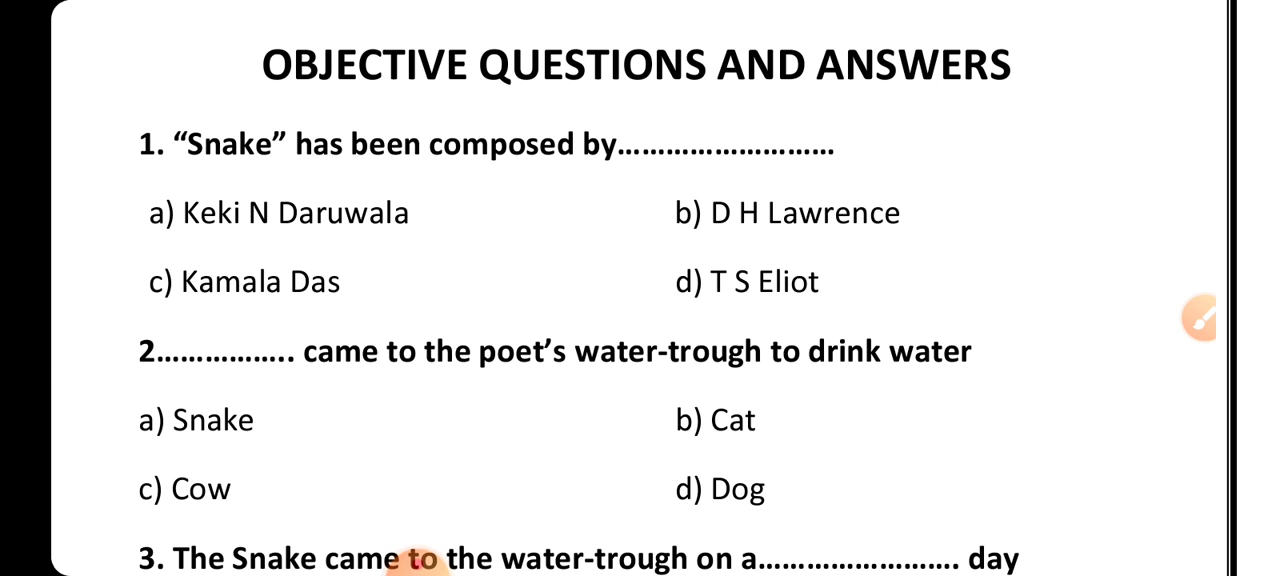 OBJECTIVE QUESTIONS AND ANSWERS
1. “Snake” has been composed by………………………
a) Keki N Daruwala b) D H Lawrence
c) Kamala Das d) T S Eliot
2…………….. came to the poet’s water-trough to drink water
a) Snake b) Cat
c) Cow d) Dog
3. The Snake came to the water-trough on a……………………. day